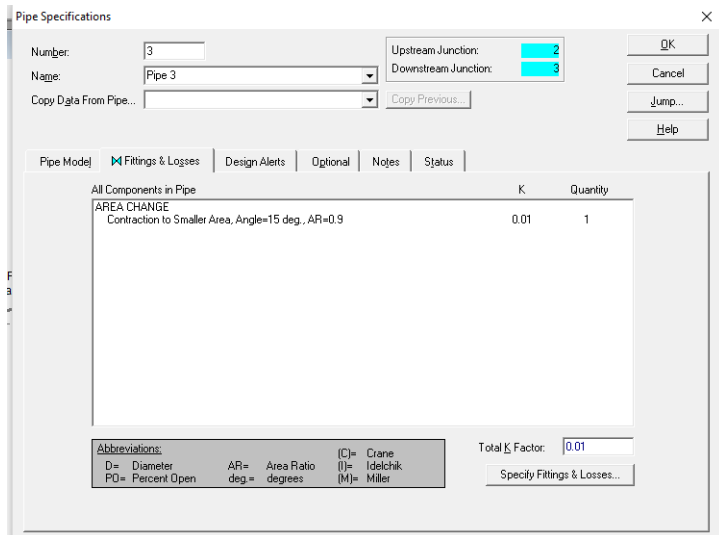 Pipe Specifications
Number: 3
Name: Pipe 3
Copy Data From Pipe... Copy Previous...
Upstream Junction: 2
Downstream Junction: 3
OK
Cancel
Jump...
Help
Pipe Model Fittings & Losses Design Alerts Optional Notes Status
All Components in Pipe K Quantity
AREA CHANGE
Contraction to Smaller Area, Angle=15 deg., AR=0.9 0.01 1
Abbreviations:
D= Diameter AR= Area Ratio (C)= Crane
PO= Percent Open deg.= degrees (I)= Idelchik
(M)= Miller
Total K Factor: 0.01
Specify Fittings & Losses...